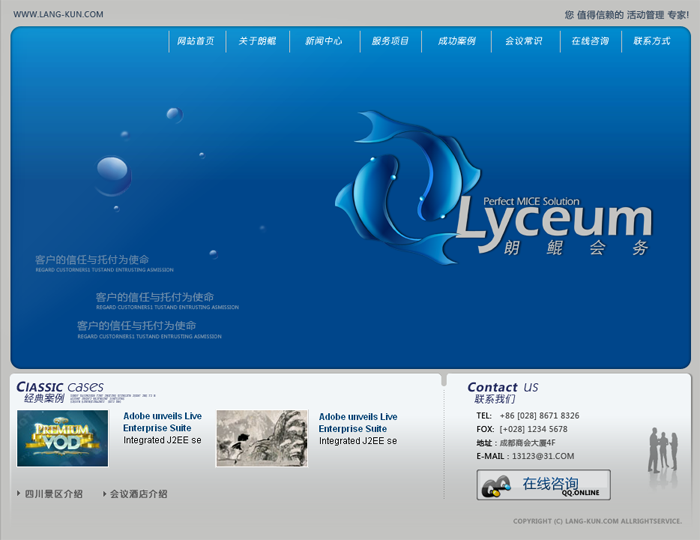 WWW.LANG-KUN.COM
您 值得信赖的 活动管理 专家!
网站首页 关于朗鲲 新闻中心 服务项目 成功案例 会议常识 在线咨询 联系方式
Perfect MICE Solution
Lyceum
朗 鲲 会 务
客户的信任与托付为使命
REGARD CUSTORNERS1 TUSTAND ENTRUSTING ASMISSION
客户的信任与托付为使命
REGARD CUSTORNERS1 TUSTAND ENTRUSTING ASMISSION
客户的信任与托付为使命
REGARD CUSTORNERS1 TUSTAND ENTRUSTING ASMISSION
CLASSIC cases
经典案例
PREMIUM
VOD
Adobe unveils Live
Enterprise Suite
Integrated J2EE se
Adobe unveils Live
Enterprise Suite
Integrated J2EE se
四川景区介绍
会议酒店介绍
Contact us
联系我们
TEL: +86 [028] 8671 8326
FOX: [+028] 1234 5678
地址：成都商会大厦4F
E-MAIL：13123@31.COM
在线咨询
QQ.ONLINE
COPYRIGHT (C) LANG-KUN.COM ALLRIGHTSERVICE.